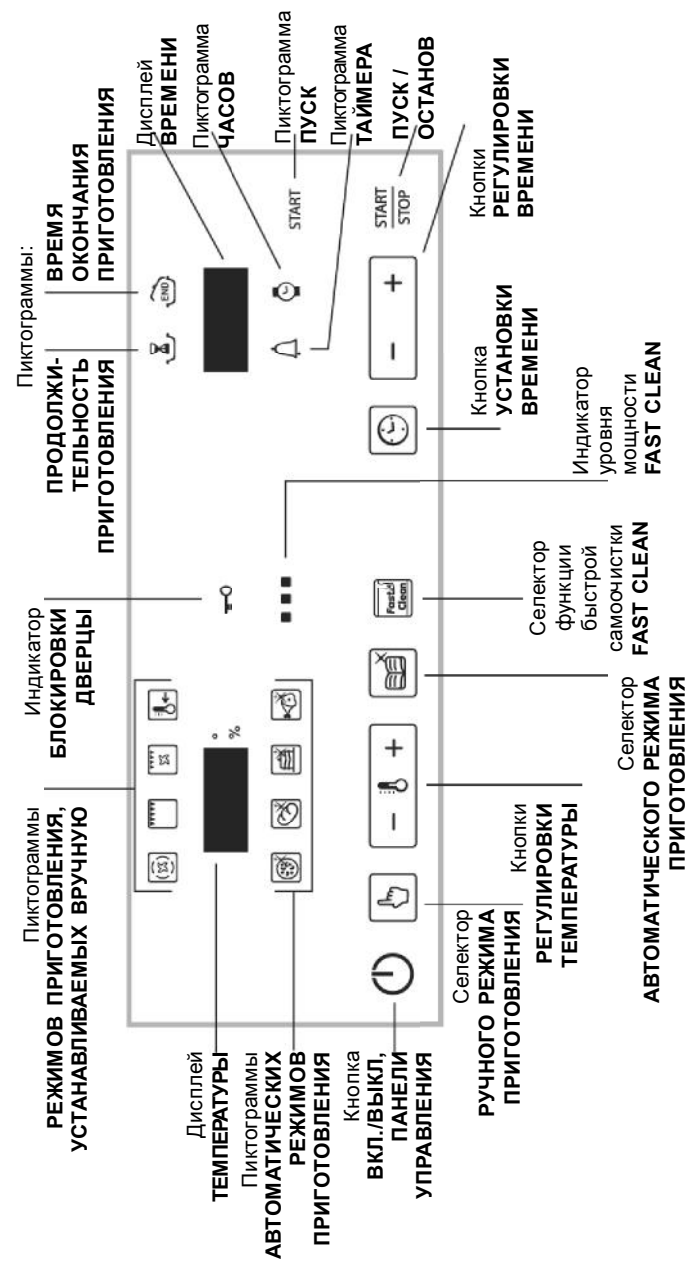 Пиктограммы
РЕЖИМОВ ПРИГОТОВЛЕНИЯ,
УСТАНАВЛИВАЕМЫХ ВРУЧНУЮ
Индикатор
БЛОКИРОВКИ
ДВЕРЦЫ
Пиктограммы:
ПРОДОЛЖИ-
ТЕЛЬНОСТЬ
ПРИГОТОВЛЕНИЯ
ВРЕМЯ
ОКОНЧАНИЯ
ПРИГОТОВЛЕНИЯ
Дисплей
ВРЕМЕНИ
Пиктограмма
ЧАСОВ
Пиктограмма
ПУСК
Пиктограмма
ТАЙМЕРА
ПУСК /
ОСТАНОВ
Кнопки
РЕГУЛИРОВКИ
ВРЕМЕНИ
END
°
%
START
Fast
Clean
- +
- +
START
STOP
Дисплей
ТЕМПЕРАТУРЫ
Пиктограммы
АВТОМАТИЧЕСКИХ
РЕЖИМОВ
ПРИГОТОВЛЕНИЯ
Кнопка
ВКЛ./ВЫКЛ,
ПАНЕЛИ
УПРАВЛЕНИЯ
Селектор
РУЧНОГО РЕЖИМА
ПРИГОТОВЛЕНИЯ
Кнопки
РЕГУЛИРОВКИ
ТЕМПЕРАТУРЫ
Селектор
АВТОМАТИЧЕСКОГО РЕЖИМА
ПРИГОТОВЛЕНИЯ
Селектор
функции
быстрой
самоочистки
FAST CLEAN
Индикатор
уровня
мощности
FAST CLEAN
Кнопка
УСТАНОВКИ
ВРЕМЕНИ